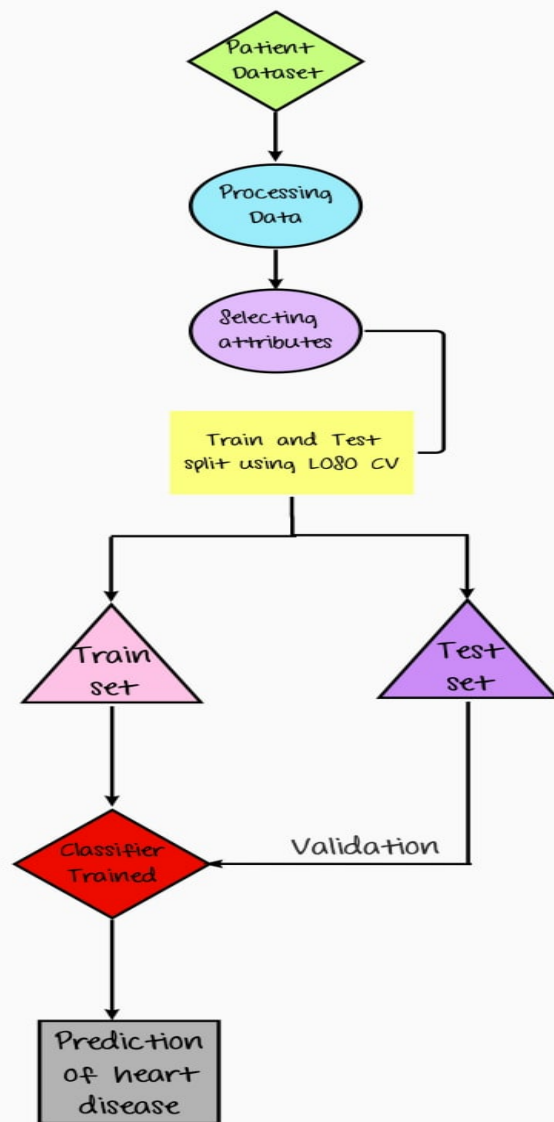 Patient
Dataset
Processing
Data
Selecting
attributes
Train and Test
split using LOSO CV
Train
set
Test
set
Validation
Classifier
Trained
Prediction
of heart
disease